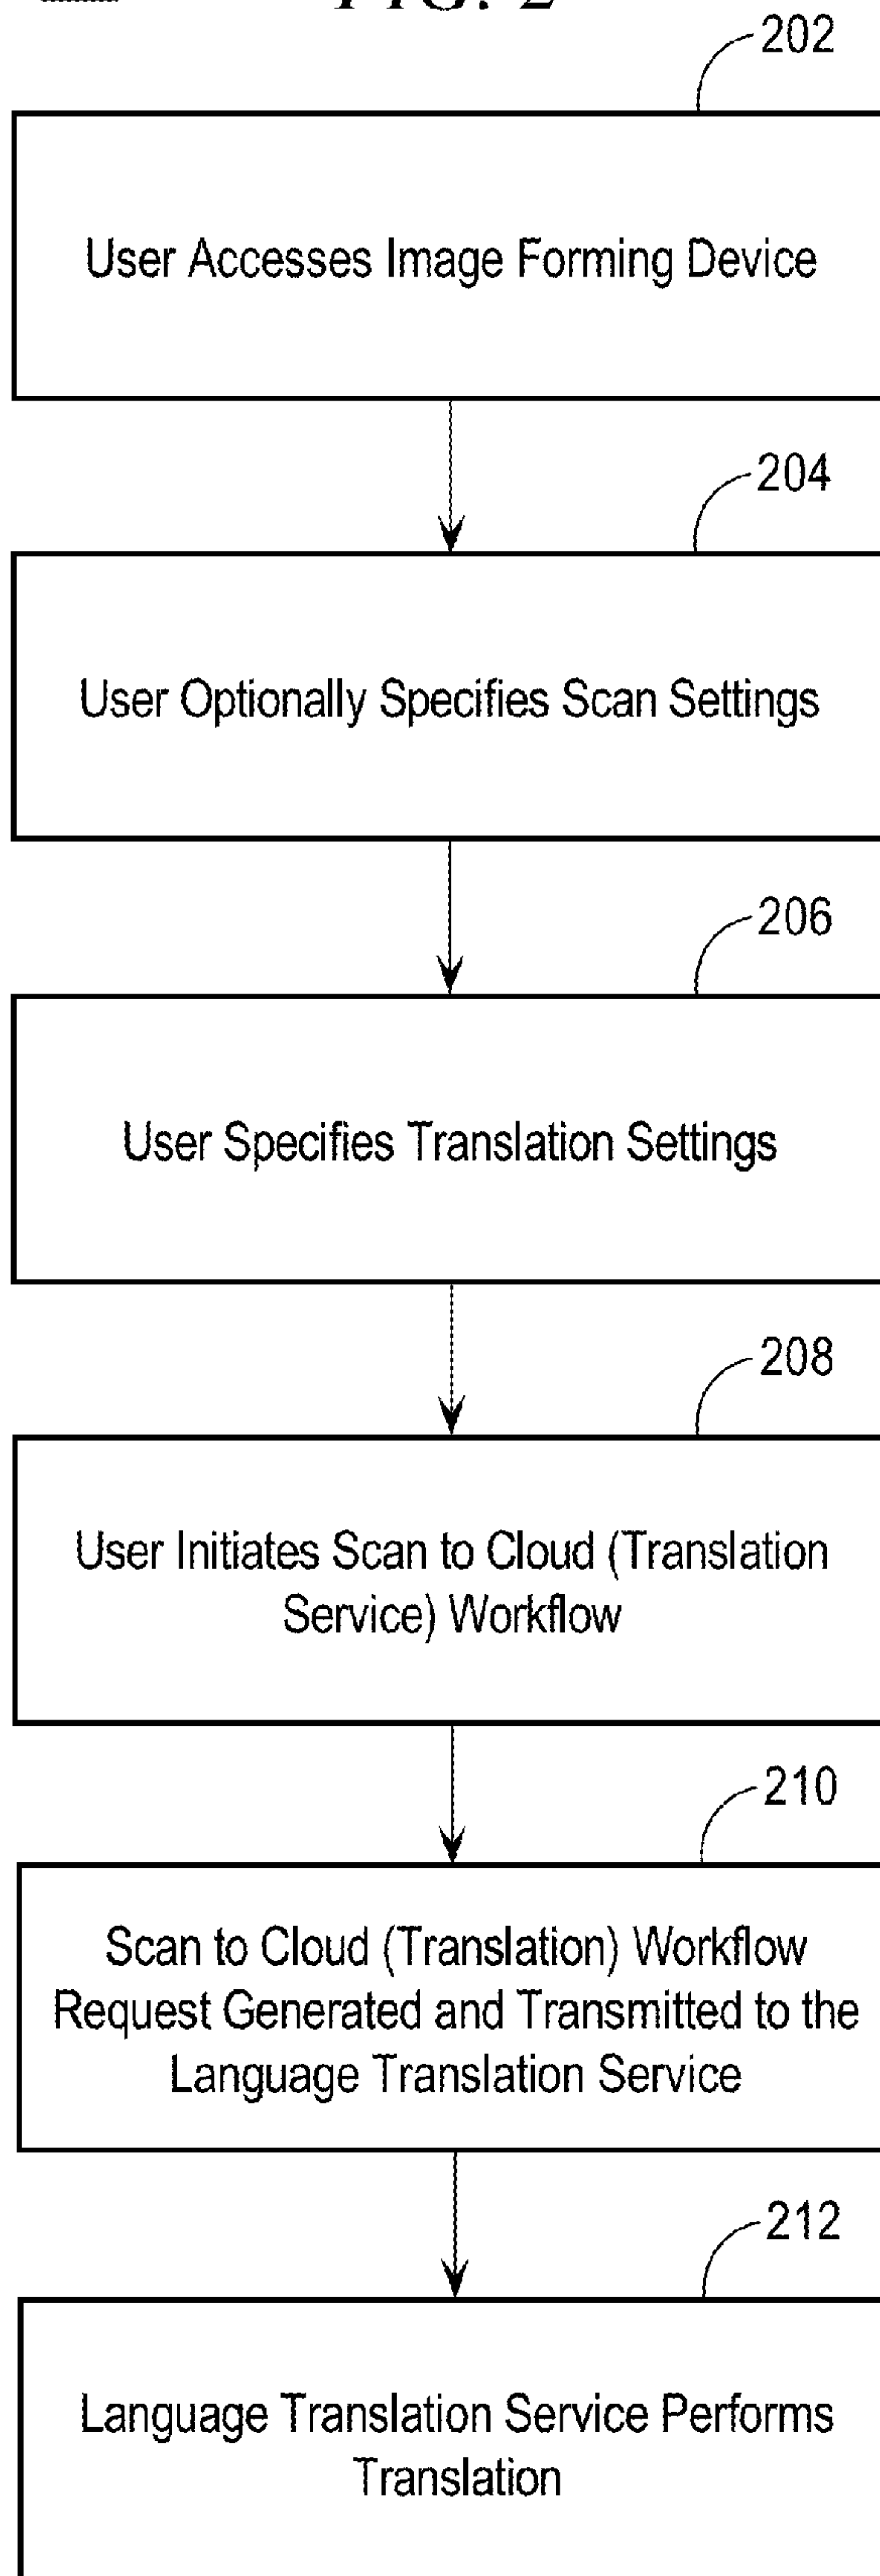 FIG. 2
202
User Accesses Image Forming Device
204
User Optionally Specifies Scan Settings
206
User Specifies Translation Settings
208
User Initiates Scan to Cloud (Translation
Service) Workflow
210
Scan to Cloud (Translation) Workflow
Request Generated and Transmitted to the
Language Translation Service
212
Language Translation Service Performs
Translation